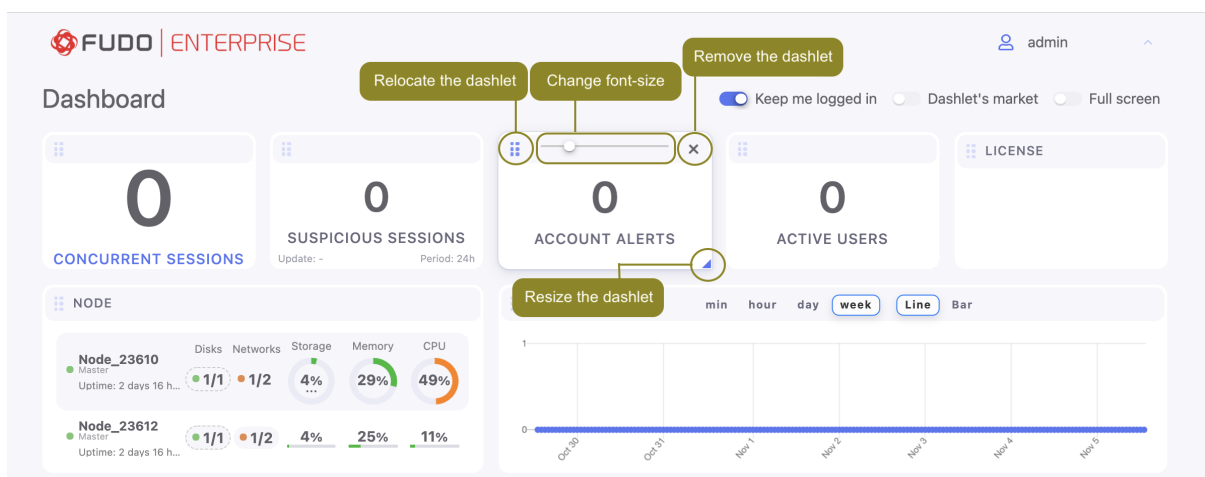 FUDO ENTERPRISE
admin
Remove the dashlet
Relocate the dashlet
Change font-size
Dashboard
Keep me logged in
Dashlet's market
Full screen
LICENSE
0
CONCURRENT SESSIONS
0
SUSPICIOUS SESSIONS
Update: -
Period: 24h
0
ACCOUNT ALERTS
0
ACTIVE USERS
Resize the dashlet
NODE
min hour day week Line Bar
Disks Networks Storage Memory CPU
Node_23610
Master
Uptime: 2 days 16 h...
1/1 1/2 4% 29% 49%
...
Node_23612
Master
Uptime: 2 days 16 h...
1/1 1/2 4% 25% 11%
1
0
Oct 30 Oct 31 Nov 1 Nov 2 Nov 3 Nov 4 Nov 5